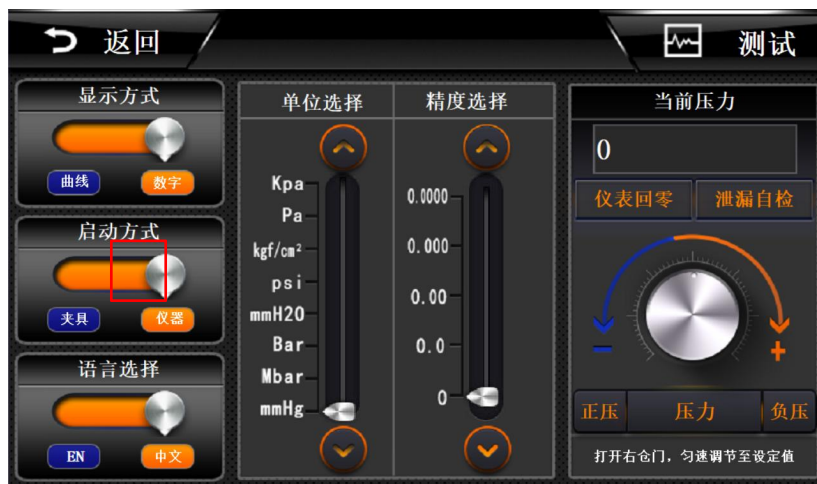 返回
测试
显示方式
曲线
数字
启动方式
夹具
仪器
语言选择
EN
中文
单位选择
Kpa
Pa
kgf/cm²
psi
mmH20
Bar
Mbar
mmHg
精度选择
0.0000
0.000
0.00
0.0
0
当前压力
0
仪表回零
泄漏自检
－
+
正压
压力
负压
打开右仓门，匀速调节至设定值